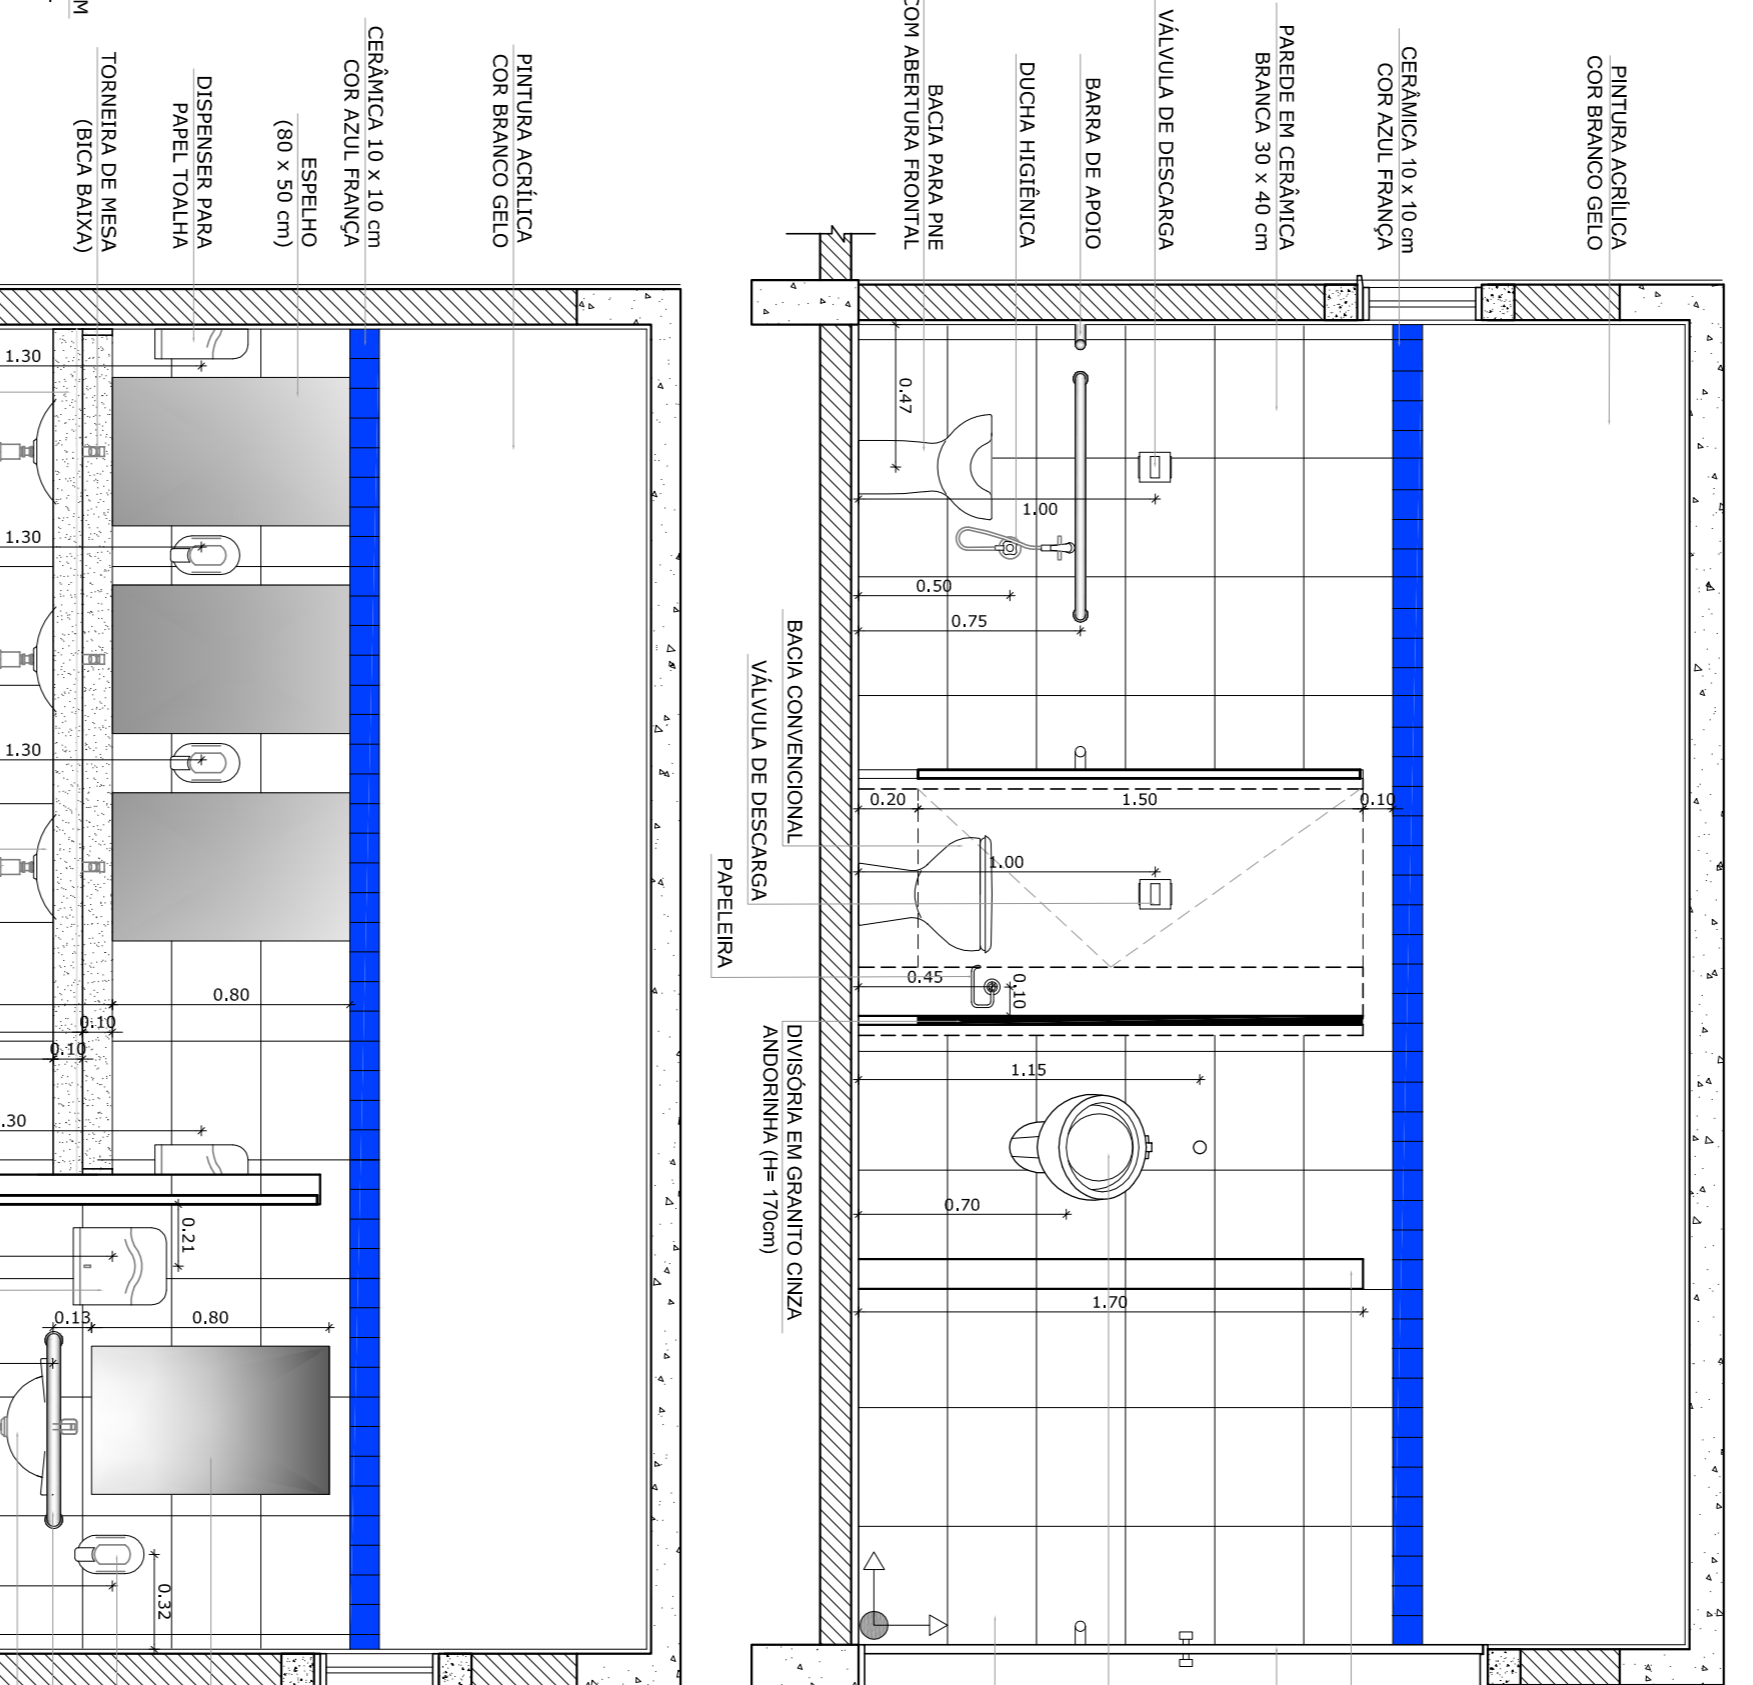 PINTURA ACRÍLICA
COR BRANCO GELO
CERÂMICA 10 x 10 cm
COR AZUL FRANÇA
PAREDE EM CERÂMICA
BRANCA 30 x 40 cm
VÁLVULA DE DESCARGA
BARRA DE APOIO
DUCHA HIGIÊNICA
BACIA PARA PNE
COM ABERTURA FRONTAL
0.47
1.00
0.50
0.75
BACIA CONVENCIONAL
VÁLVULA DE DESCARGA
PAPELEIRA
0.20
1.50
0.10
1.00
0.45
0.10
DIVISÓRIA EM GRANITO CINZA
ANDORINHA (H= 170cm)
1.15
0.70
1.70
PINTURA ACRÍLICA
COR BRANCO GELO
CERÂMICA 10 x 10 cm
COR AZUL FRANÇA
ESPELHO
(80 x 50 cm)
DISPENSER PARA
PAPEL TOALHA
TORNEIRA DE MESA
(BICA BAIXA)
M
1.30
1.30
1.30
0.80
0.10
0.10
.30
0.21
0.13
0.80
0.32